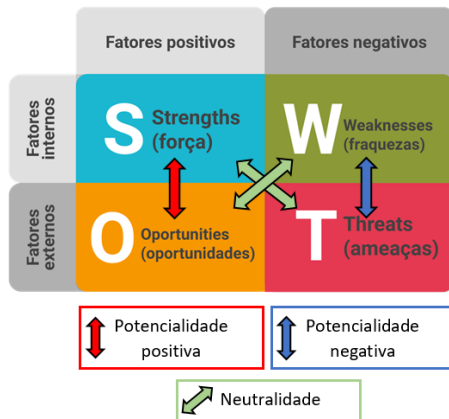 Fatores positivos
Fatores negativos
Fatores
internos
S Strengths
(força)
W Weaknesses
(fraquezas)
Fatores
externos
O Oportunities
(oportunidades)
T Threats
(ameaças)
Potencialidade
positiva
Potencialidade
negativa
Neutralidade